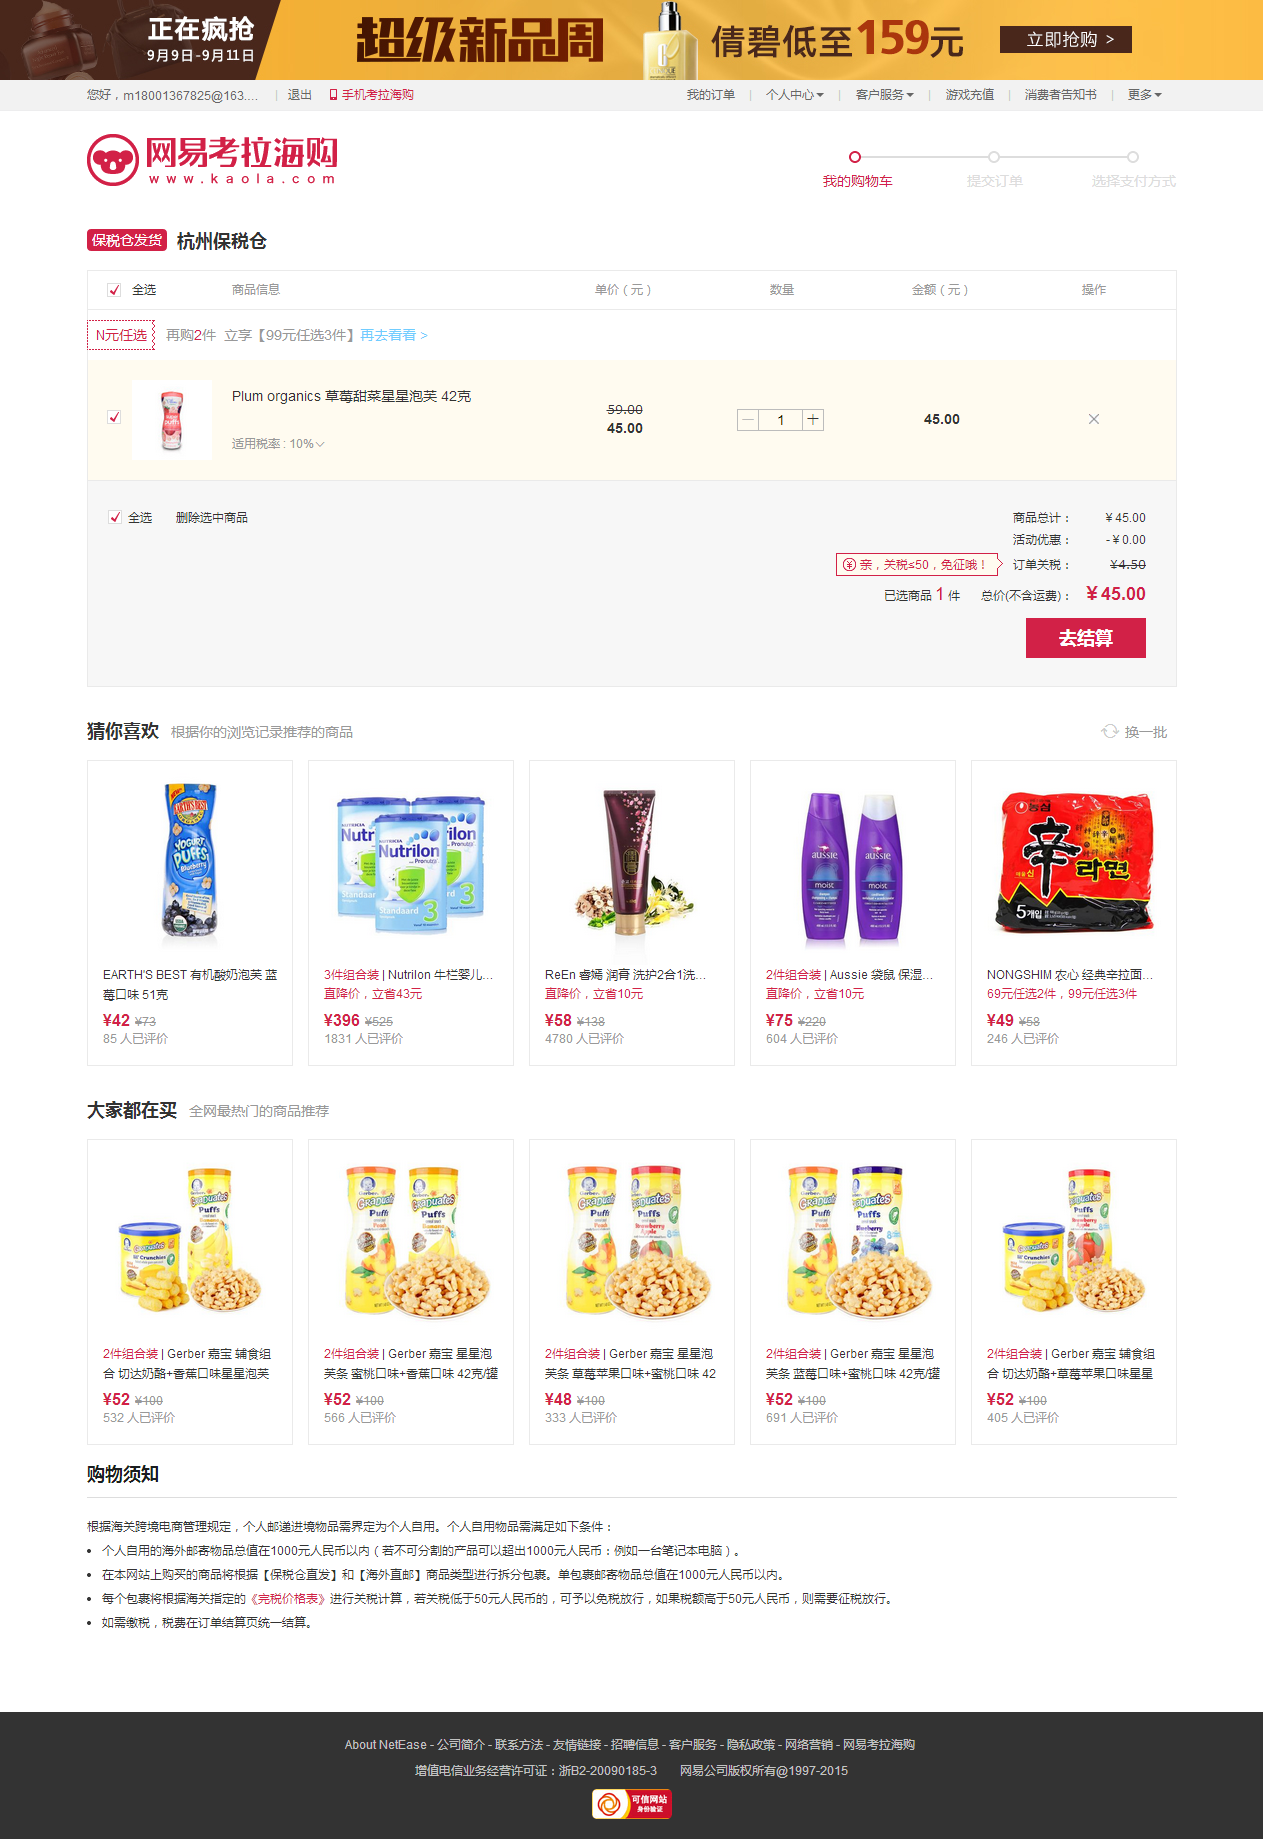 正在疯抢
9月9日-9月11日
超级新品周
倩碧低至159元
立即抢购 >
您好，m18001367825@163.... | 退出 手机考拉海购
我的订单 | 个人中心 | 客户服务 | 游戏充值 | 消费者告知书 | 更多
网易考拉海购
www.kaola.com
我的购物车 提交订单 选择支付方式
保税仓发货 杭州保税仓
全选 商品信息 单价（元） 数量 金额（元） 操作
N元任选 再购2件 立享【99元任选3件】再去看看 >
Plum organics 草莓甜菜星星泡芙 42克
59.00
45.00
1
45.00
适用税率 : 10%
全选 删除选中商品
商品总计： ￥45.00
活动优惠： -￥0.00
亲，关税≤50，免征哦！ 订单关税： ¥4.50
已选商品 1 件 总价(不含运费)： ￥45.00
去结算
猜你喜欢 根据你的浏览记录推荐的商品 换一批
EARTH'S BEST
YOGURT
PUFFS
Blueberry
NUTRICIA
Nutrilon
Pronutra
Standaard 3
aussie
moist
aussie
moist
농심
辛
라면
5개입
EARTH'S BEST 有机酸奶泡芙 蓝
莓口味 51克
¥42 ¥73
85 人已评价
3件组合装 | Nutrilon 牛栏婴儿...
直降价，立省43元
¥396 ¥525
1831 人已评价
ReEn 睿嫣 润膏 洗护2合1洗...
直降价，立省10元
¥58 ¥138
4780 人已评价
2件组合装 | Aussie 袋鼠 保湿...
直降价，立省10元
¥75 ¥220
604 人已评价
NONGSHIM 农心 经典辛拉面...
69元任选2件，99元任选3件
¥49 ¥58
246 人已评价
大家都在买 全网最热门的商品推荐
2件组合装 | Gerber 嘉宝 辅食组
合 切达奶酪+香蕉口味星星泡芙
¥52 ¥100
532 人已评价
2件组合装 | Gerber 嘉宝 星星泡
芙条 蜜桃口味+香蕉口味 42克/罐
¥52 ¥100
566 人已评价
2件组合装 | Gerber 嘉宝 星星泡
芙条 草莓苹果口味+蜜桃口味 42
¥48 ¥100
333 人已评价
2件组合装 | Gerber 嘉宝 星星泡
芙条 蓝莓口味+蜜桃口味 42克/罐
¥52 ¥100
691 人已评价
2件组合装 | Gerber 嘉宝 辅食组
合 切达奶酪+草莓苹果口味星星
¥52 ¥100
405 人已评价
购物须知
根据海关跨境电商管理规定，个人邮递进境物品需界定为个人自用。个人自用物品需满足如下条件：
• 个人自用的海外邮寄物品总值在1000元人民币以内（若不可分割的产品可以超出1000元人民币：例如一台笔记本电脑）。
• 在本网站上购买的商品将根据【保税仓直发】和【海外直邮】商品类型进行拆分包裹。单包裹邮寄物品总值在1000元人民币以内。
• 每个包裹将根据海关指定的《完税价格表》进行关税计算，若关税低于50元人民币的，可予以免税放行，如果税额高于50元人民币，则需要征税放行。
• 如需缴税，税费在订单结算页统一结算。
About NetEase - 公司简介 - 联系方法 - 友情链接 - 招聘信息 - 客户服务 - 隐私政策 - 网络营销 - 网易考拉海购
增值电信业务经营许可证：浙B2-20090185-3 网易公司版权所有@1997-2015
可信网站
身份验证